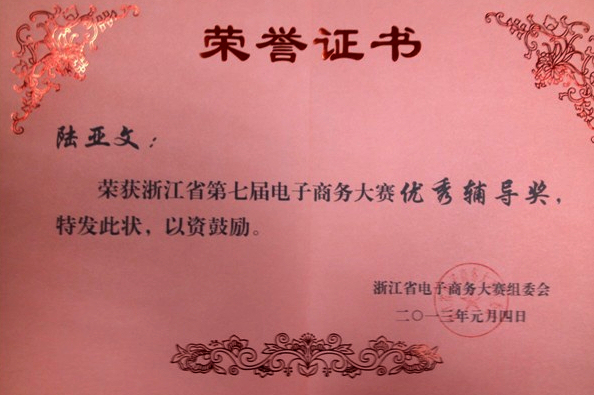 荣誉证书
陆亚文：
荣获浙江省第七届电子商务大赛优秀辅导奖，
特发此状，以资鼓励。
浙江省电子商务大赛组委会
二〇一三年元月四日